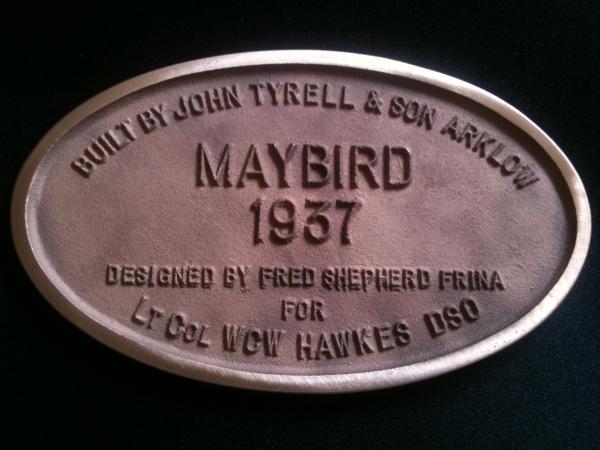 BUILT BY JOHN TYRELL & SON ARKLOW
MAYBIRD
1937
DESIGNED BY FRED SHEPHERD FRINA
FOR
LT COL WCW HAWKES DSO